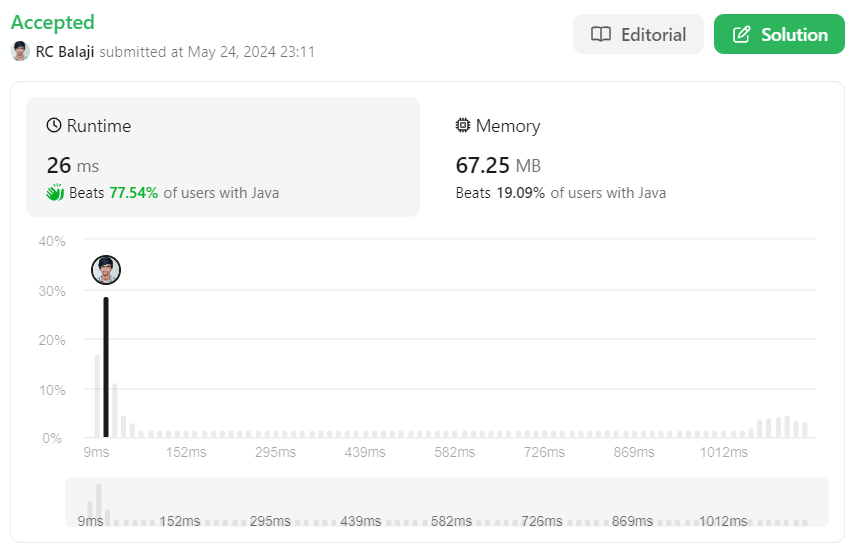 Accepted
Editorial
Solution
RC Balaji submitted at May 24, 2024 23:11
Runtime
Memory
26 ms
67.25 MB
Beats 77.54% of users with Java
Beats 19.09% of users with Java
40%
30%
20%
10%
0%
9ms 152ms 295ms 439ms 582ms 726ms 869ms 1012ms
9ms 152ms 295ms 439ms 582ms 726ms 869ms 1012ms